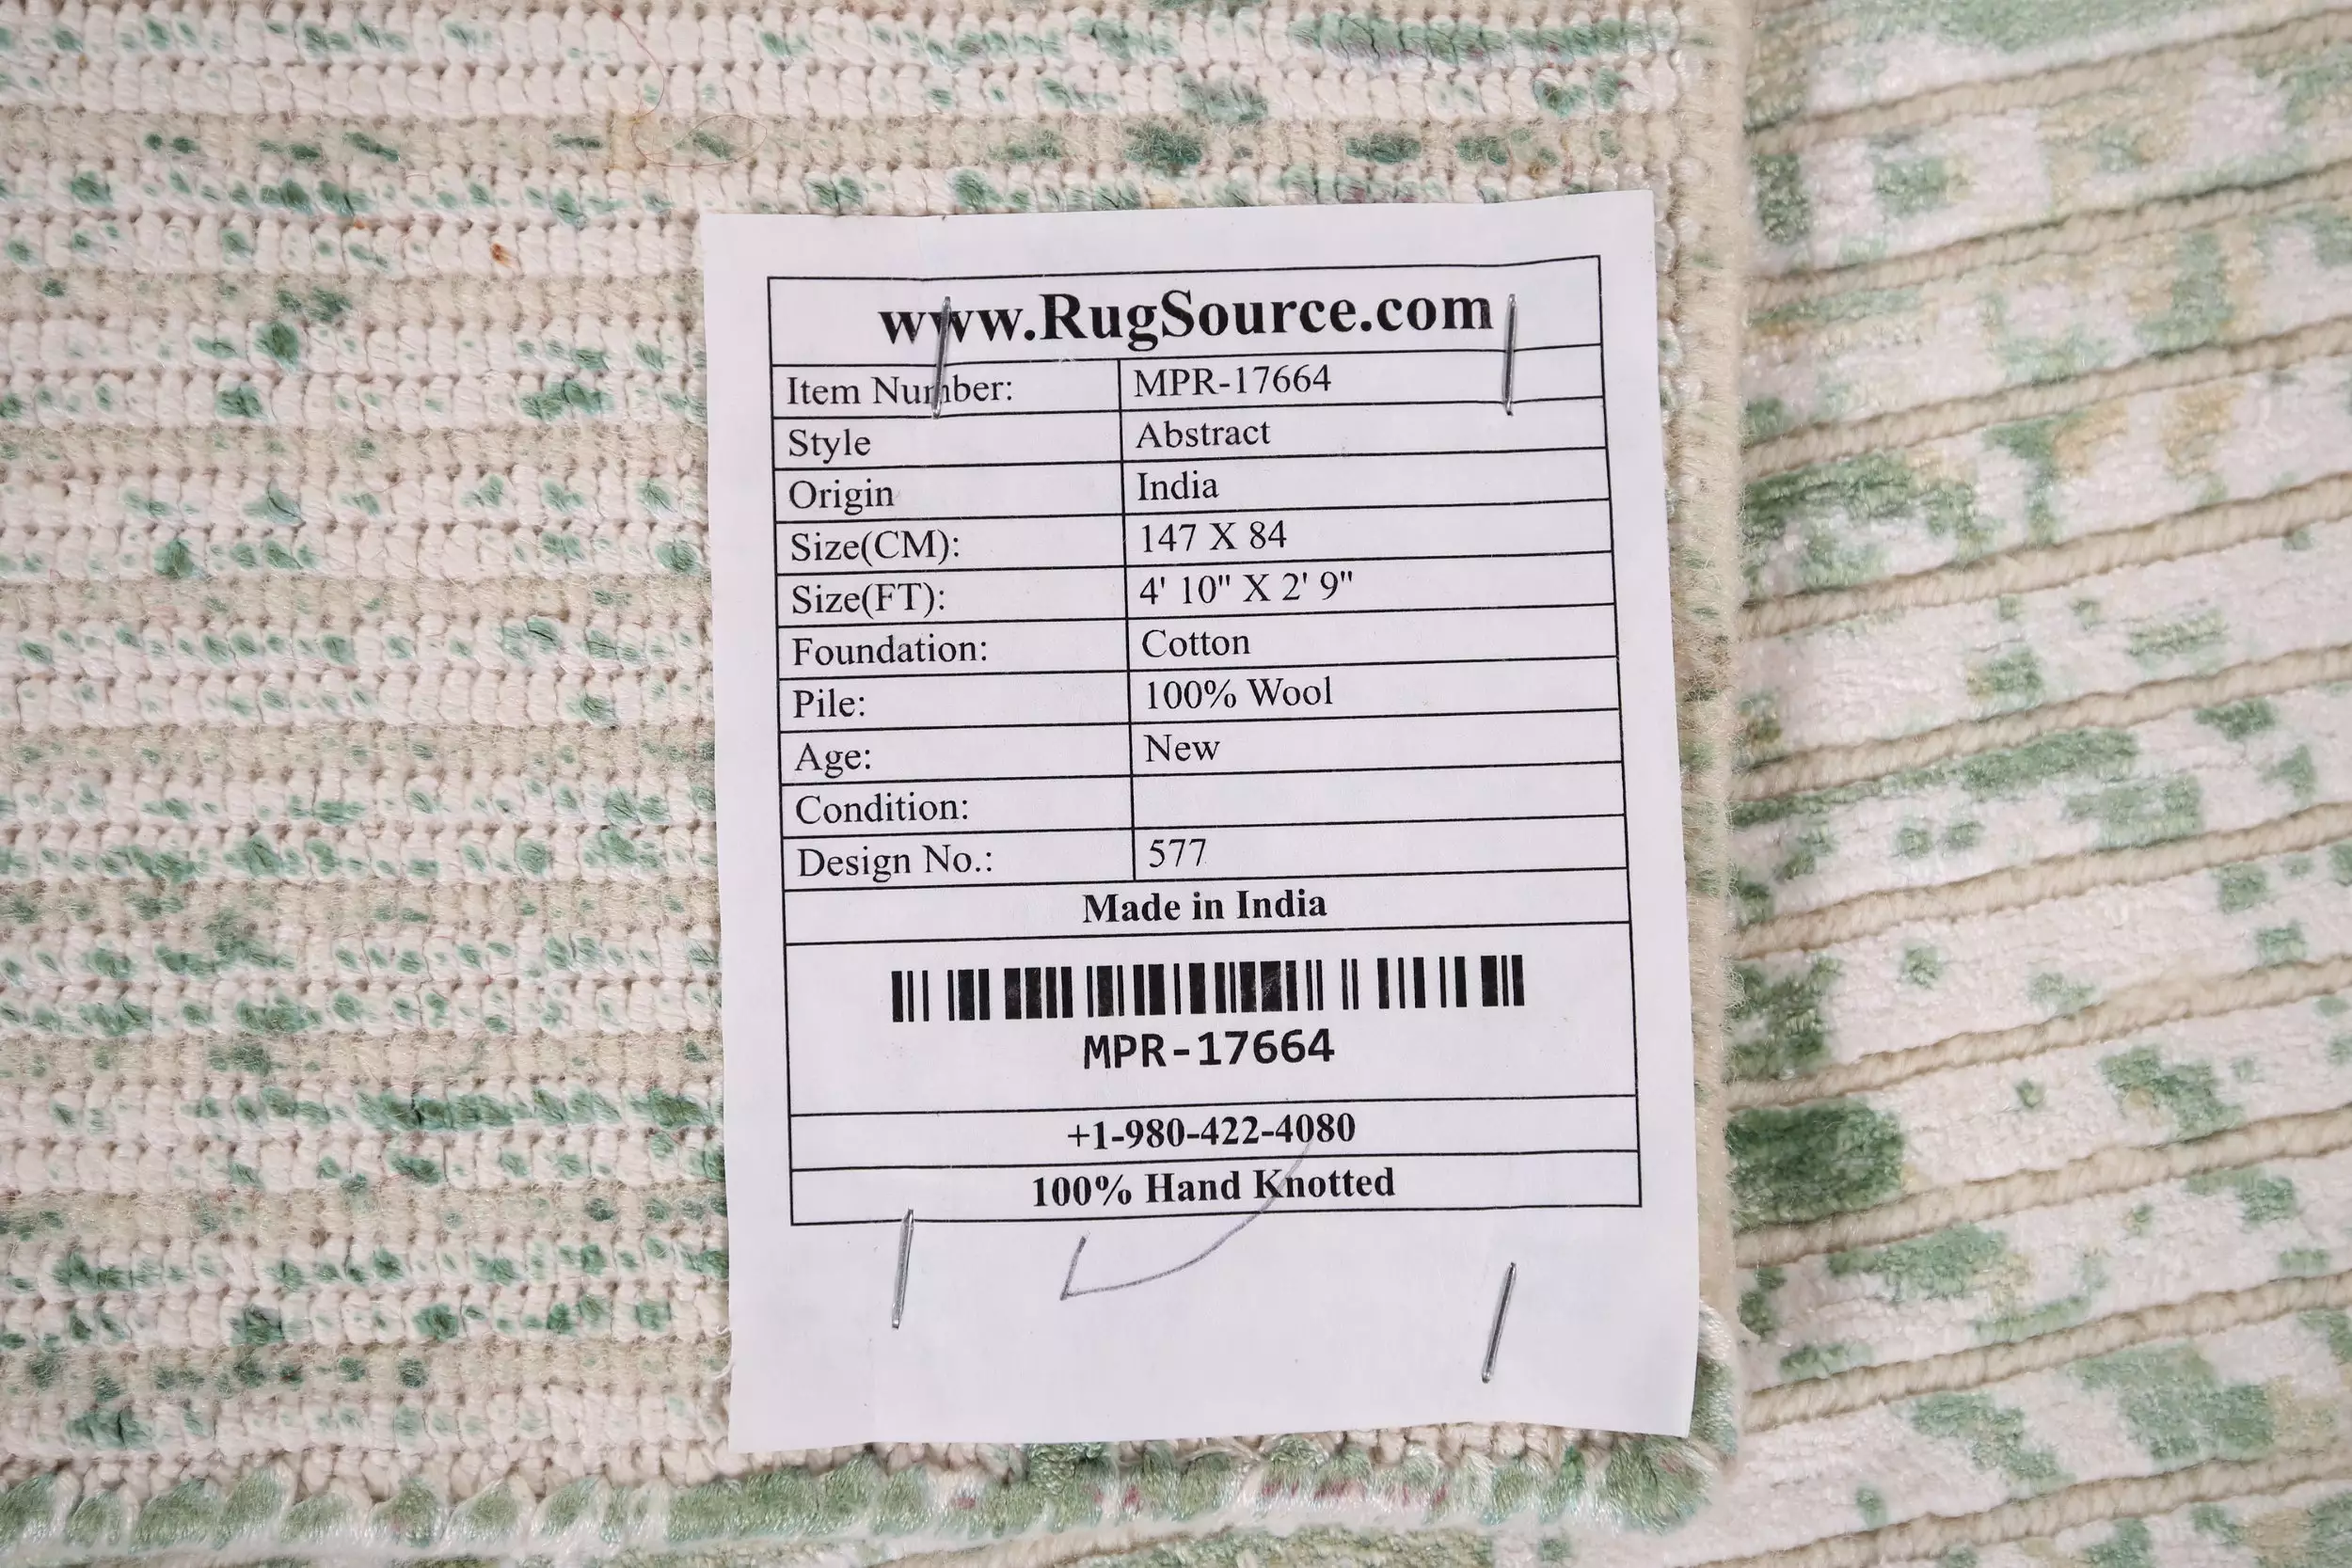 www.RugSource.com
Item Number: MPR-17664
Style Abstract
Origin India
Size(CM): 147 X 84
Size(FT): 4' 10" X 2' 9"
Foundation: Cotton
Pile: 100% Wool
Age: New
Condition:
Design No.: 577
Made in India
MPR-17664
+1-980-422-4080
100% Hand Knotted